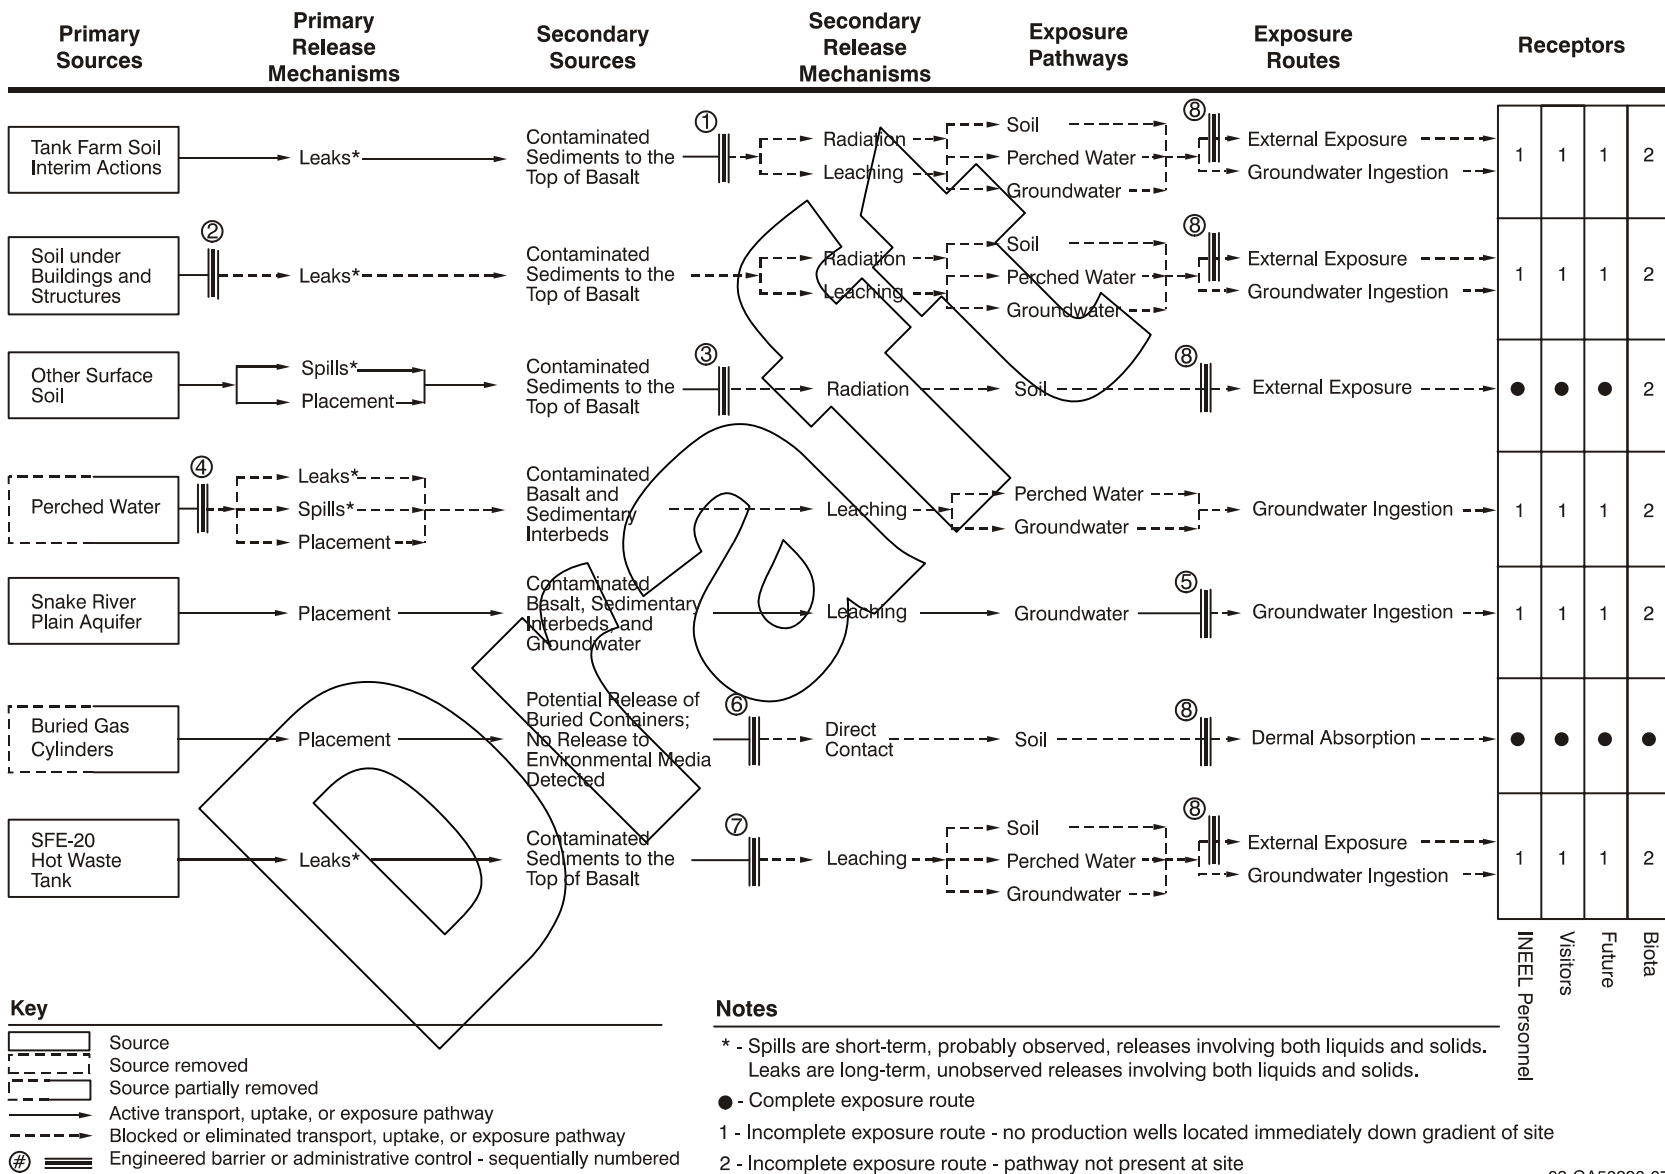 Primary Sources
Primary Release Mechanisms
Secondary Sources
Secondary Release Mechanisms
Exposure Pathways
Exposure Routes
Receptors
Tank Farm Soil
Interim Actions
Leaks*
Contaminated
Sediments to the
Top of Basalt
①
Radiation
Leaching
Soil
Perched Water
Groundwater
⑧
External Exposure
Groundwater Ingestion
1 1 1 2
Soil under
Buildings and
Structures
②
Leaks*
Contaminated
Sediments to the
Top of Basalt
Radiation
Leaching
Soil
Perched Water
Groundwater
⑧
External Exposure
Groundwater Ingestion
1 1 1 2
Other Surface
Soil
Spills*
Placement
Contaminated
Sediments to the
Top of Basalt
③
Radiation
Soil
⑧
External Exposure
● ● ● 2
Perched Water
④
Leaks*
Spills*
Placement
Contaminated
Basalt and
Sedimentary
Interbeds
Leaching
Perched Water
Groundwater
Groundwater Ingestion
1 1 1 2
Snake River
Plain Aquifer
Placement
Contaminated
Basalt, Sedimentary
Interbeds, and
Groundwater
Leaching
Groundwater
⑤
Groundwater Ingestion
1 1 1 2
Buried Gas
Cylinders
Placement
Potential Release of
Buried Containers;
No Release to
Environmental Media
Detected
⑥
Direct
Contact
Soil
⑧
Dermal Absorption
● ● ● ●
SFE-20
Hot Waste
Tank
Leaks*
Contaminated
Sediments to the
Top of Basalt
⑦
Leaching
Soil
Perched Water
Groundwater
⑧
External Exposure
Groundwater Ingestion
1 1 1 2
INEEL Personnel
Visitors
Future
Biota
Draft
Key
Source
Source removed
Source partially removed
Active transport, uptake, or exposure pathway
Blocked or eliminated transport, uptake, or exposure pathway
# Engineered barrier or administrative control - sequentially numbered
Notes
* - Spills are short-term, probably observed, releases involving both liquids and solids.
Leaks are long-term, unobserved releases involving both liquids and solids.
● - Complete exposure route
1 - Incomplete exposure route - no production wells located immediately down gradient of site
2 - Incomplete exposure route - pathway not present at site